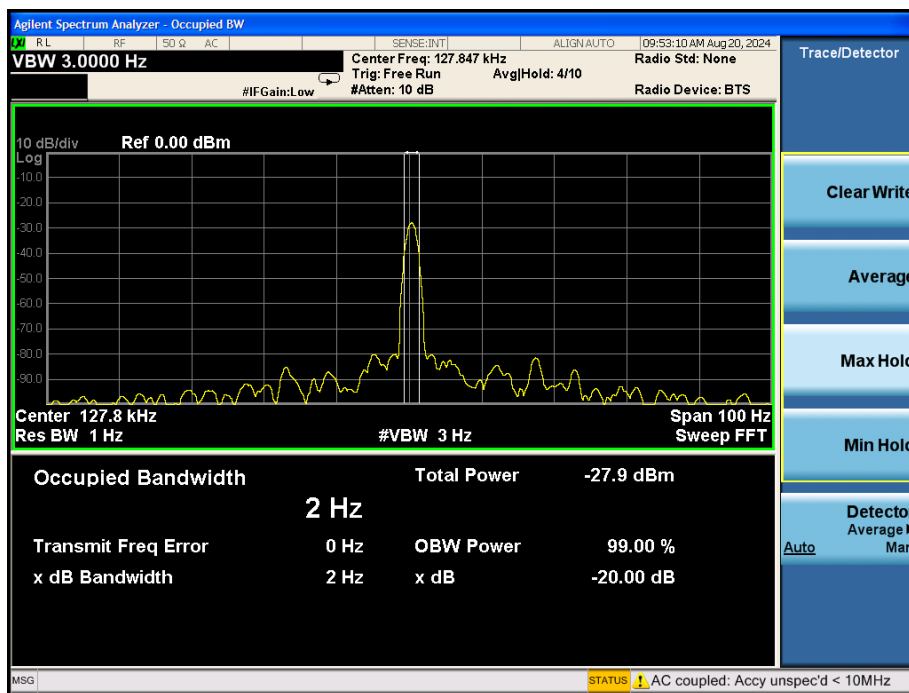 Agilent Spectrum Analyzer - Occupied BW
LXI RL RF 50 Ω AC SENSE:INT ALIGN AUTO 09:53:10 AM Aug 20, 2024
VBW 3.0000 Hz
Center Freq: 127.847 kHz Radio Std: None
Trig: Free Run Avg|Hold: 4/10
#IFGain:Low #Atten: 10 dB Radio Device: BTS
Trace/Detector
10 dB/div Ref 0.00 dBm
Log
-10.0
-20.0
-30.0
-40.0
-50.0
-60.0
-70.0
-80.0
-90.0
Center 127.8 kHz Span 100 Hz
Res BW 1 Hz #VBW 3 Hz Sweep FFT
Occupied Bandwidth Total Power -27.9 dBm
2 Hz
Transmit Freq Error 0 Hz OBW Power 99.00 %
x dB Bandwidth 2 Hz x dB -20.00 dB
Clear Write
Average
Max Hold
Min Hold
Detecto
Average
Auto Man
MSG STATUS AC coupled: Accy unspec'd < 10MHz